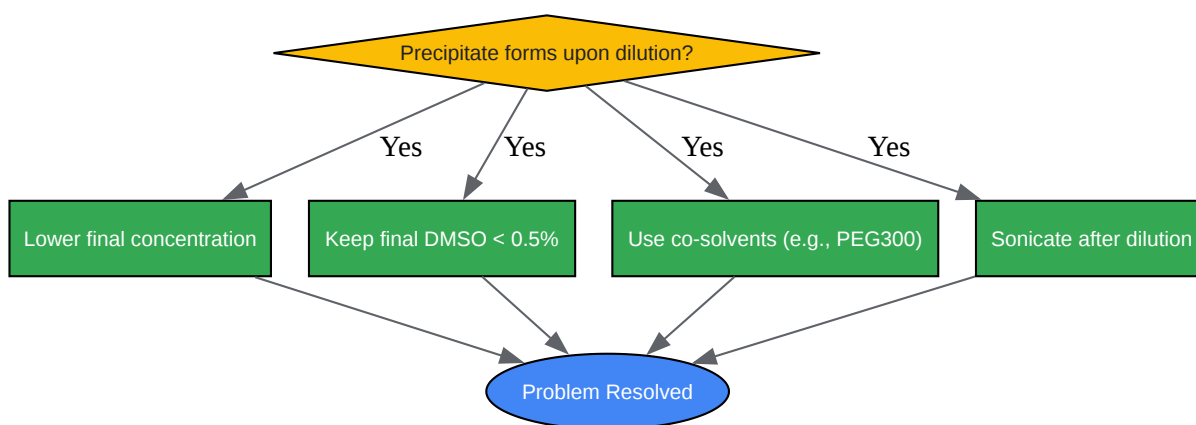 Precipitate forms upon dilution?
Yes
Yes
Yes
Yes
Lower final concentration
Keep final DMSO < 0.5%
Use co-solvents (e.g., PEG300)
Sonicate after dilution
Problem Resolved